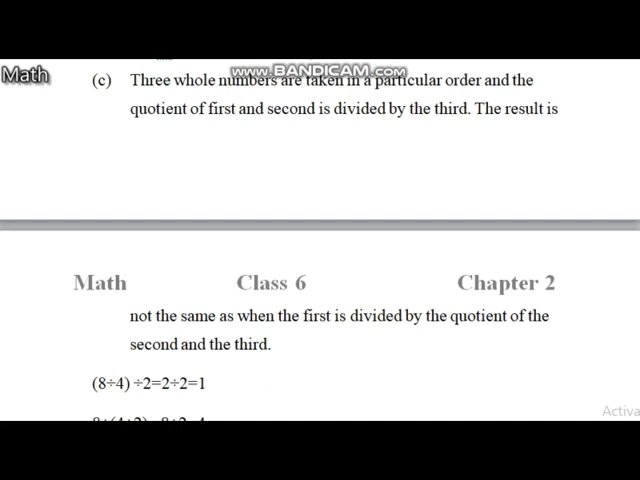 www.BANDICAM.com
Math
(c) Three whole numbers are taken in a particular order and the
quotient of first and second is divided by the third. The result is
Math Class 6 Chapter 2
not the same as when the first is divided by the quotient of the
second and the third.
(8÷4) ÷2=2÷2=1
Activa